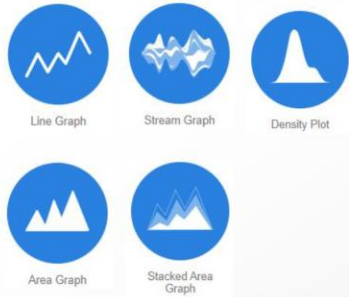 Line Graph
Stream Graph
Density Plot
Area Graph
Stacked Area
Graph